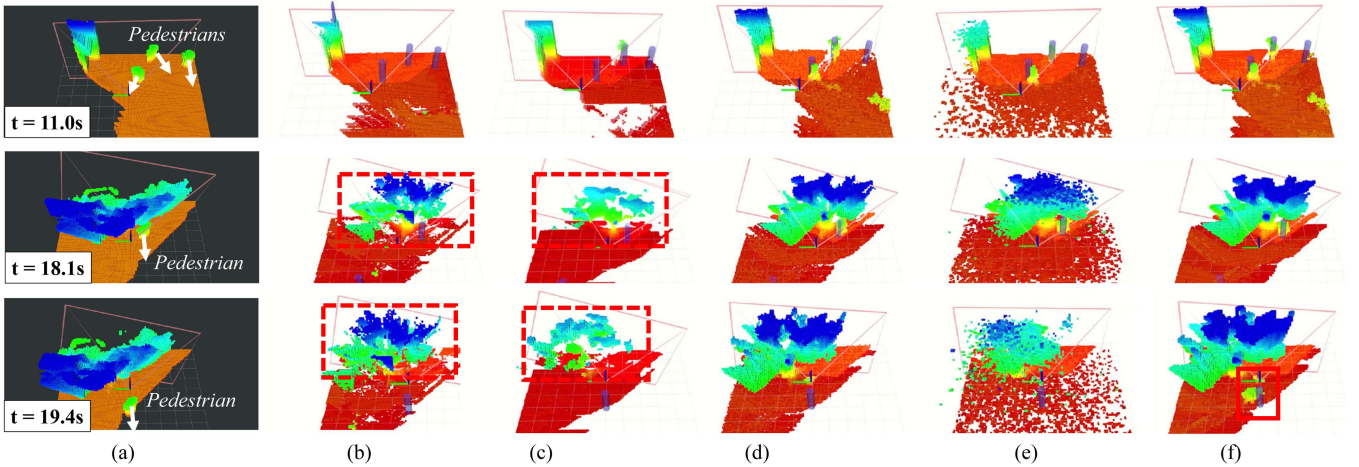 Pedestrians
t = 11.0s
t = 18.1s
Pedestrian
t = 19.4s
Pedestrian
(a)
(b)
(c)
(d)
(e)
(f)